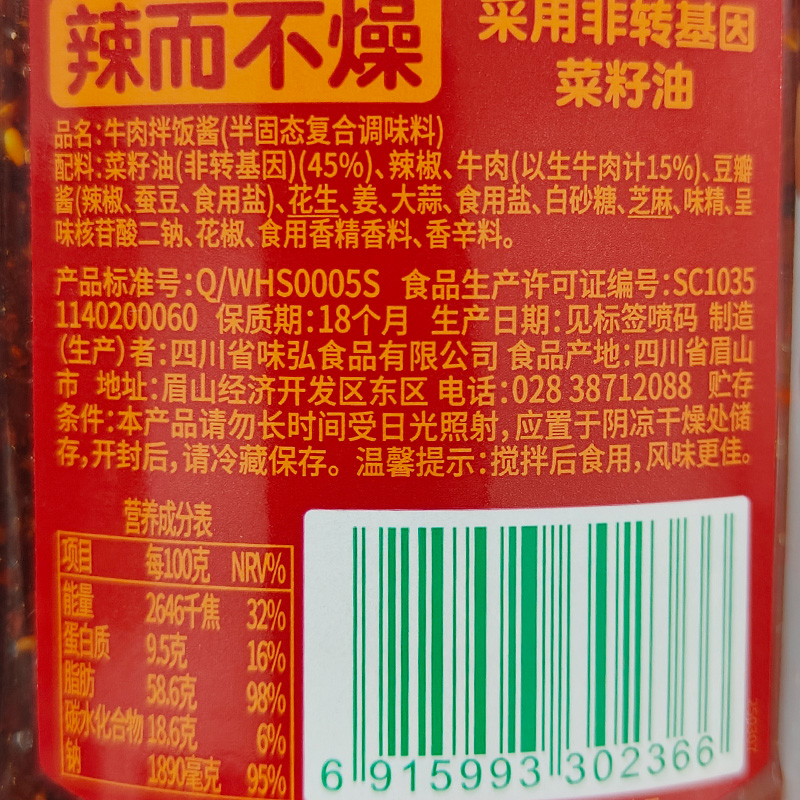 辣而不燥
采用非转基因
菜籽油
品名:牛肉拌饭酱(半固态复合调味料)
配料:菜籽油(非转基因)(45%)、辣椒、牛肉(以生牛肉计15%)、豆瓣
酱(辣椒、蚕豆、食用盐)、花生、姜、大蒜、食用盐、白砂糖、芝麻、味精、呈
味核苷酸二钠、花椒、食用香精香料、香辛料。
产品标准号:Q/WHS0005S 食品生产许可证编号:SC1035
1140200060 保质期:18个月 生产日期:见标签喷码 制造
(生产)者:四川省味弘食品有限公司 食品产地:四川省眉山
市 地址:眉山经济开发区东区 电话:028 38712088 贮存
条件:本产品请勿长时间受日光照射,应置于阴凉干燥处储
存,开封后,请冷藏保存。温馨提示:搅拌后食用,风味更佳。
营养成分表
项目 每100克 NRV%
能量 2646千焦 32%
蛋白质 9.5克 16%
脂肪 58.6克 98%
碳水化合物 18.6克 6%
钠 1890毫克 95%
6 915993 302366